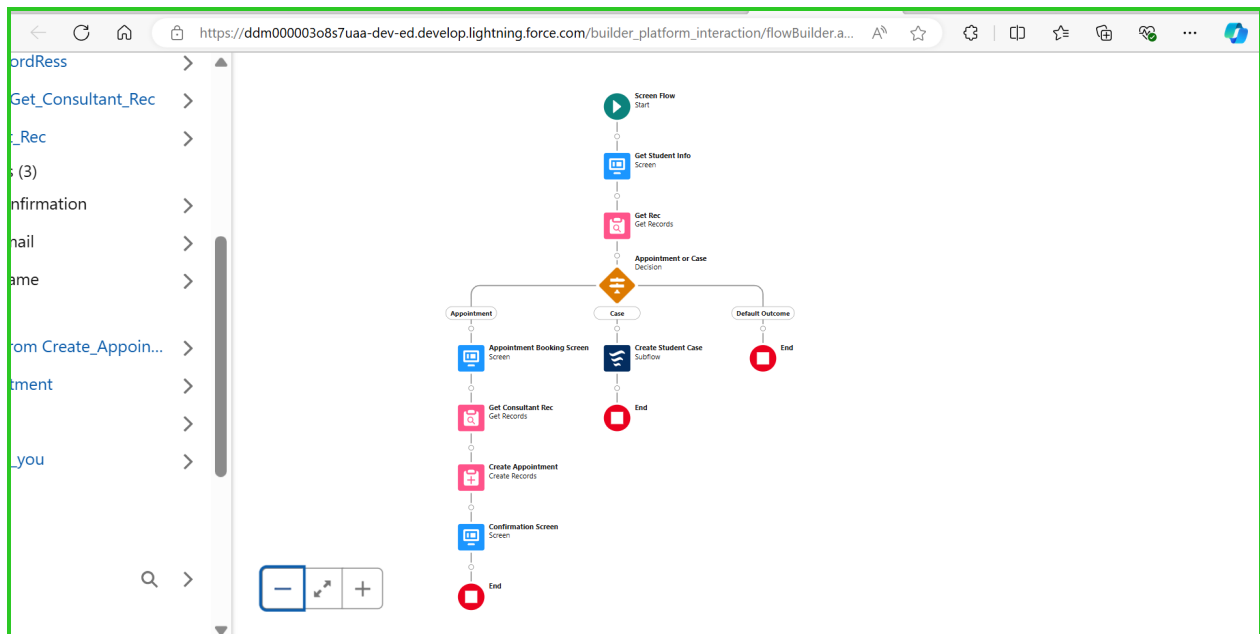 https://ddm000003o8s7uaa-dev-ed.develop.lightning.force.com/builder_platform_interaction/flowBuilder.a...
ordRess
Get_Consultant_Rec
t_Rec
s (3)
nfirmation
nail
ame
rom Create_Appoin...
tment
_you
Screen Flow
Start
Get Student Info
Screen
Get Rec
Get Records
Appointment or Case
Decision
Appointment
Case
Default Outcome
Appointment Booking Screen
Screen
Create Student Case
Subflow
End
Get Consultant Rec
Get Records
End
Create Appointment
Create Records
Confirmation Screen
Screen
End